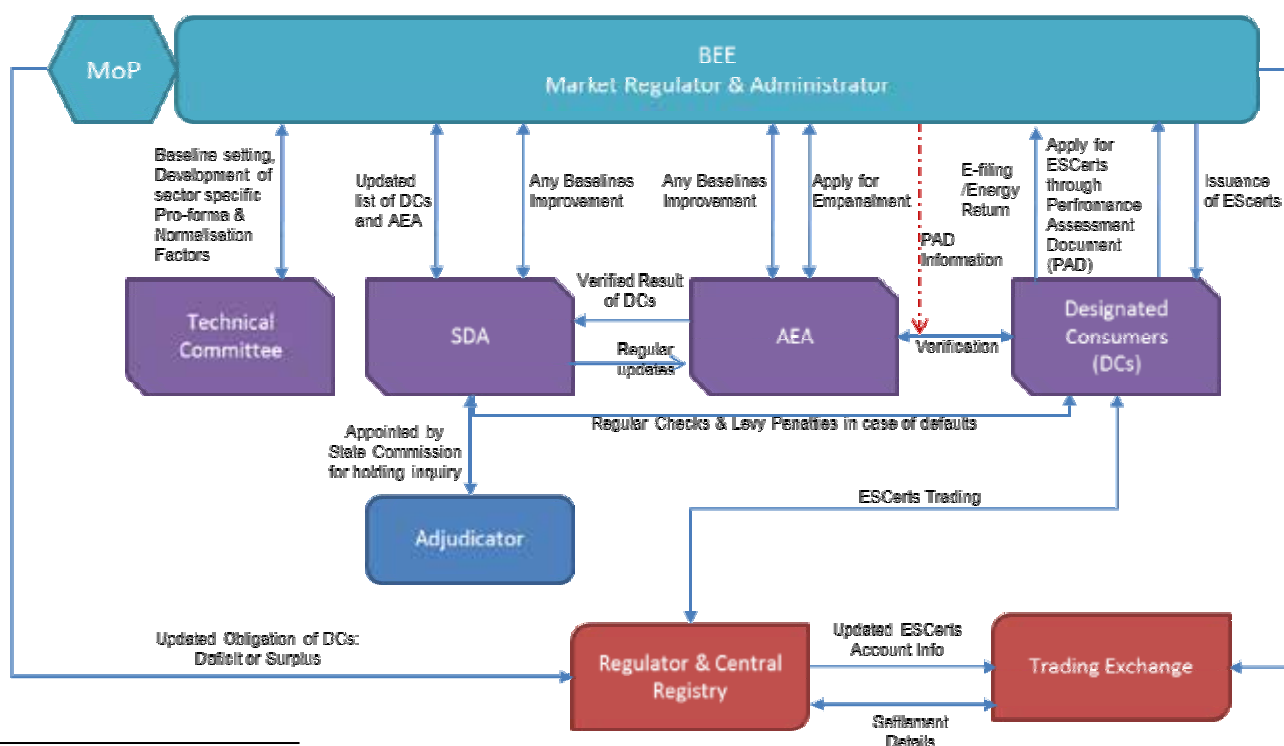 MoP
BEE
Market Regulator & Administrator
Baseline setting,
Development of
sector specific
Pro-forma &
Normalisation
Factors
Updated
list of DCs
and AEA
Any Baselines
Improvement
Any Baselines
Improvement
Apply for
Empanelment
PAD
Information
E-filing
/Energy
Return
Apply for
ESCerts
through
Perfromance
Assessment
Document
(PAD)
Issuance
of EScerts
Technical
Committee
SDA
Verified Result
of DCs
Regular
updates
AEA
Verification
Designated
Consumers
(DCs)
Regular Checks & Levy Penalties in case of defaults
Appointed by
State Commission
for holding inquiry
Adjudicator
ESCerts Trading
Updated Obligation of DCs:
Deficit or Surplus
Regulator & Central
Registry
Updated ESCerts
Account Info
Trading Exchange
Settlement
Details